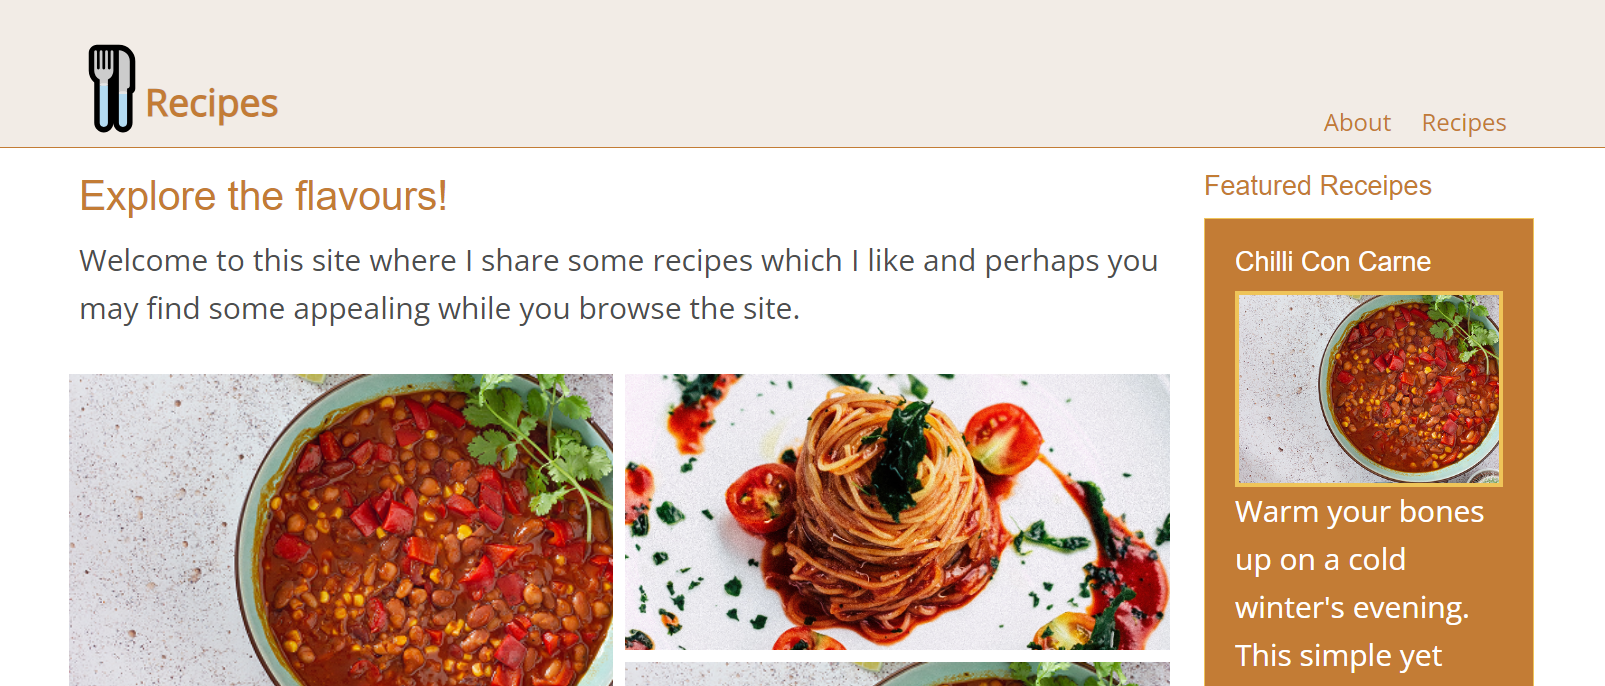 Recipes
About
Recipes
Explore the flavours!
Welcome to this site where I share some recipes which I like and perhaps you
may find some appealing while you browse the site.
Featured Receipes
Chilli Con Carne
Warm your bones
up on a cold
winter's evening.
This simple yet